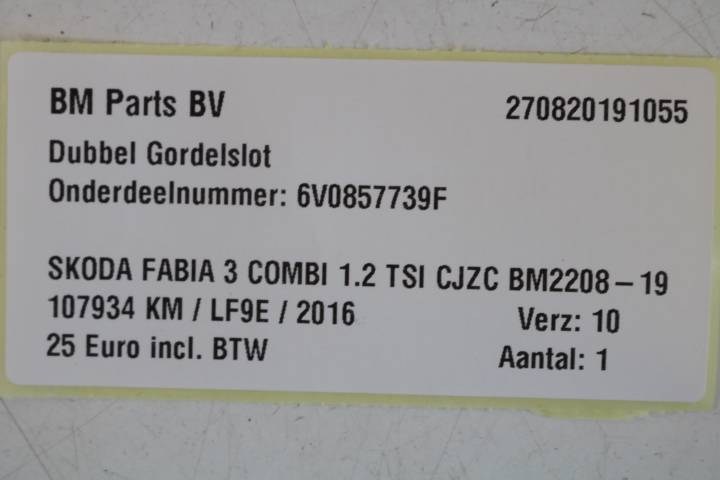 BM Parts BV 270820191055
Dubbel Gordelslot
Onderdeelnummer: 6V0857739F
SKODA FABIA 3 COMBI 1.2 TSI CJZC BM2208-19
107934 KM / LF9E / 2016 Verz: 10
25 Euro incl. BTW Aantal: 1